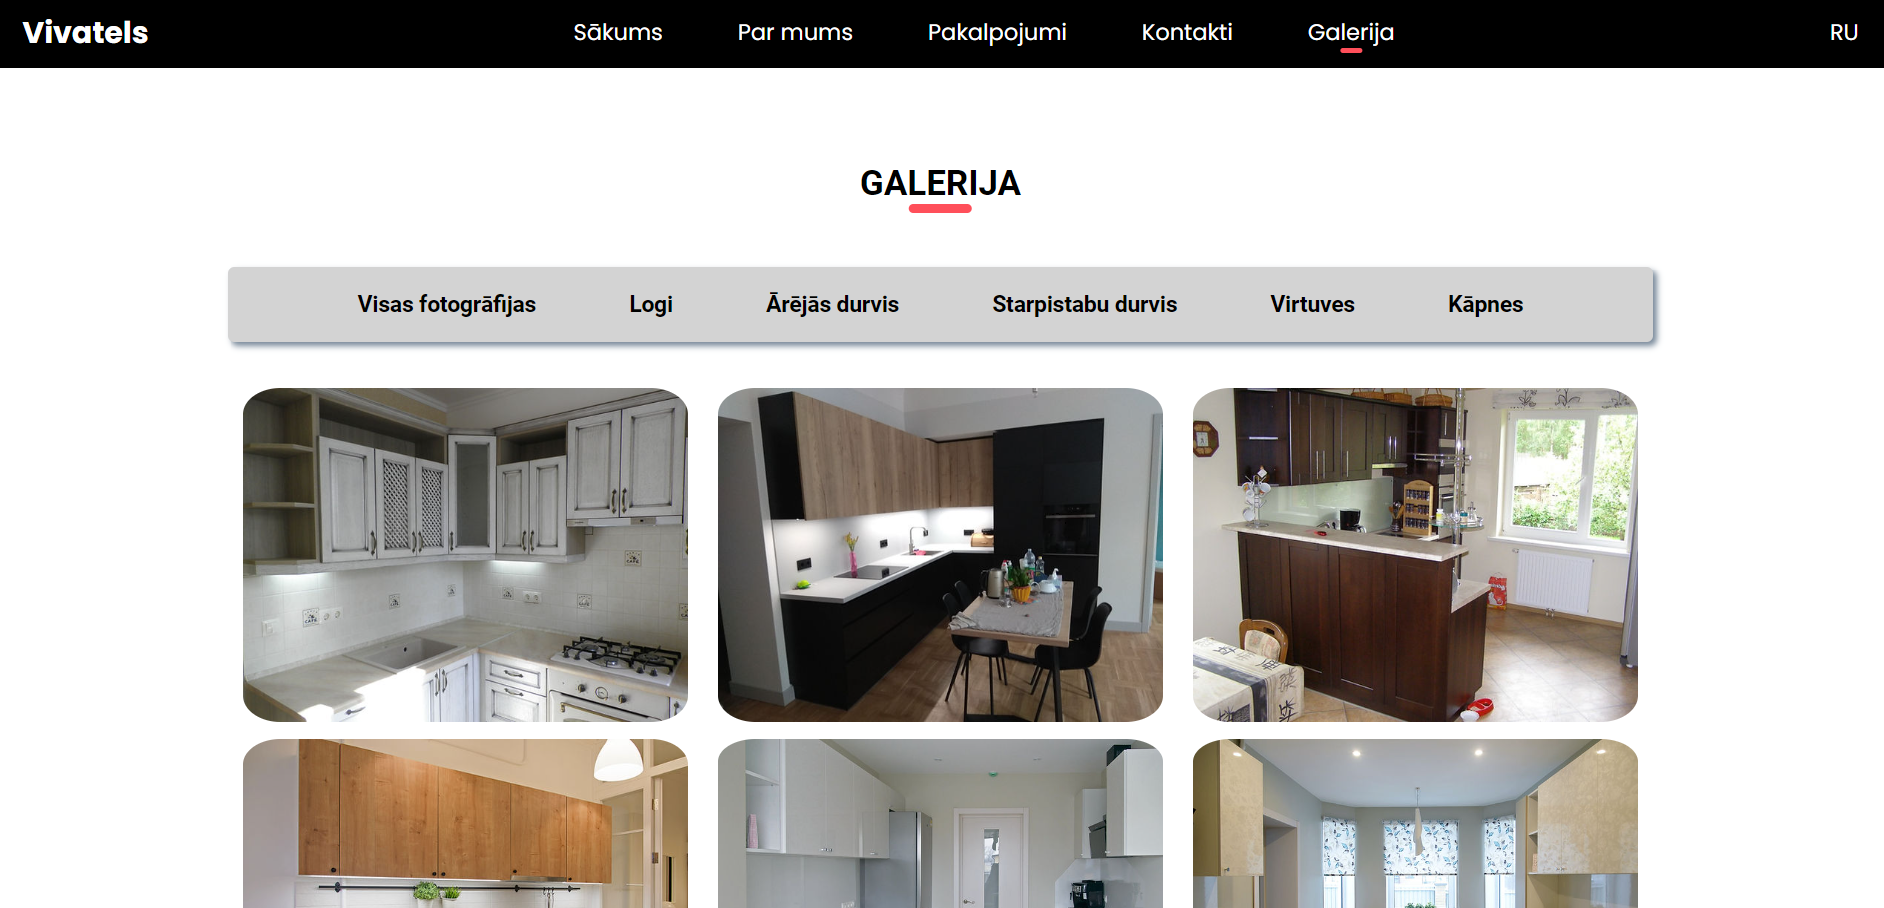 Vivatels Sākums Par mums Pakalpojumi Kontakti Galerija RU
GALERIJA
Visas fotogrāfijas Logi Ārējās durvis Starpistabu durvis Virtuves Kāpnes